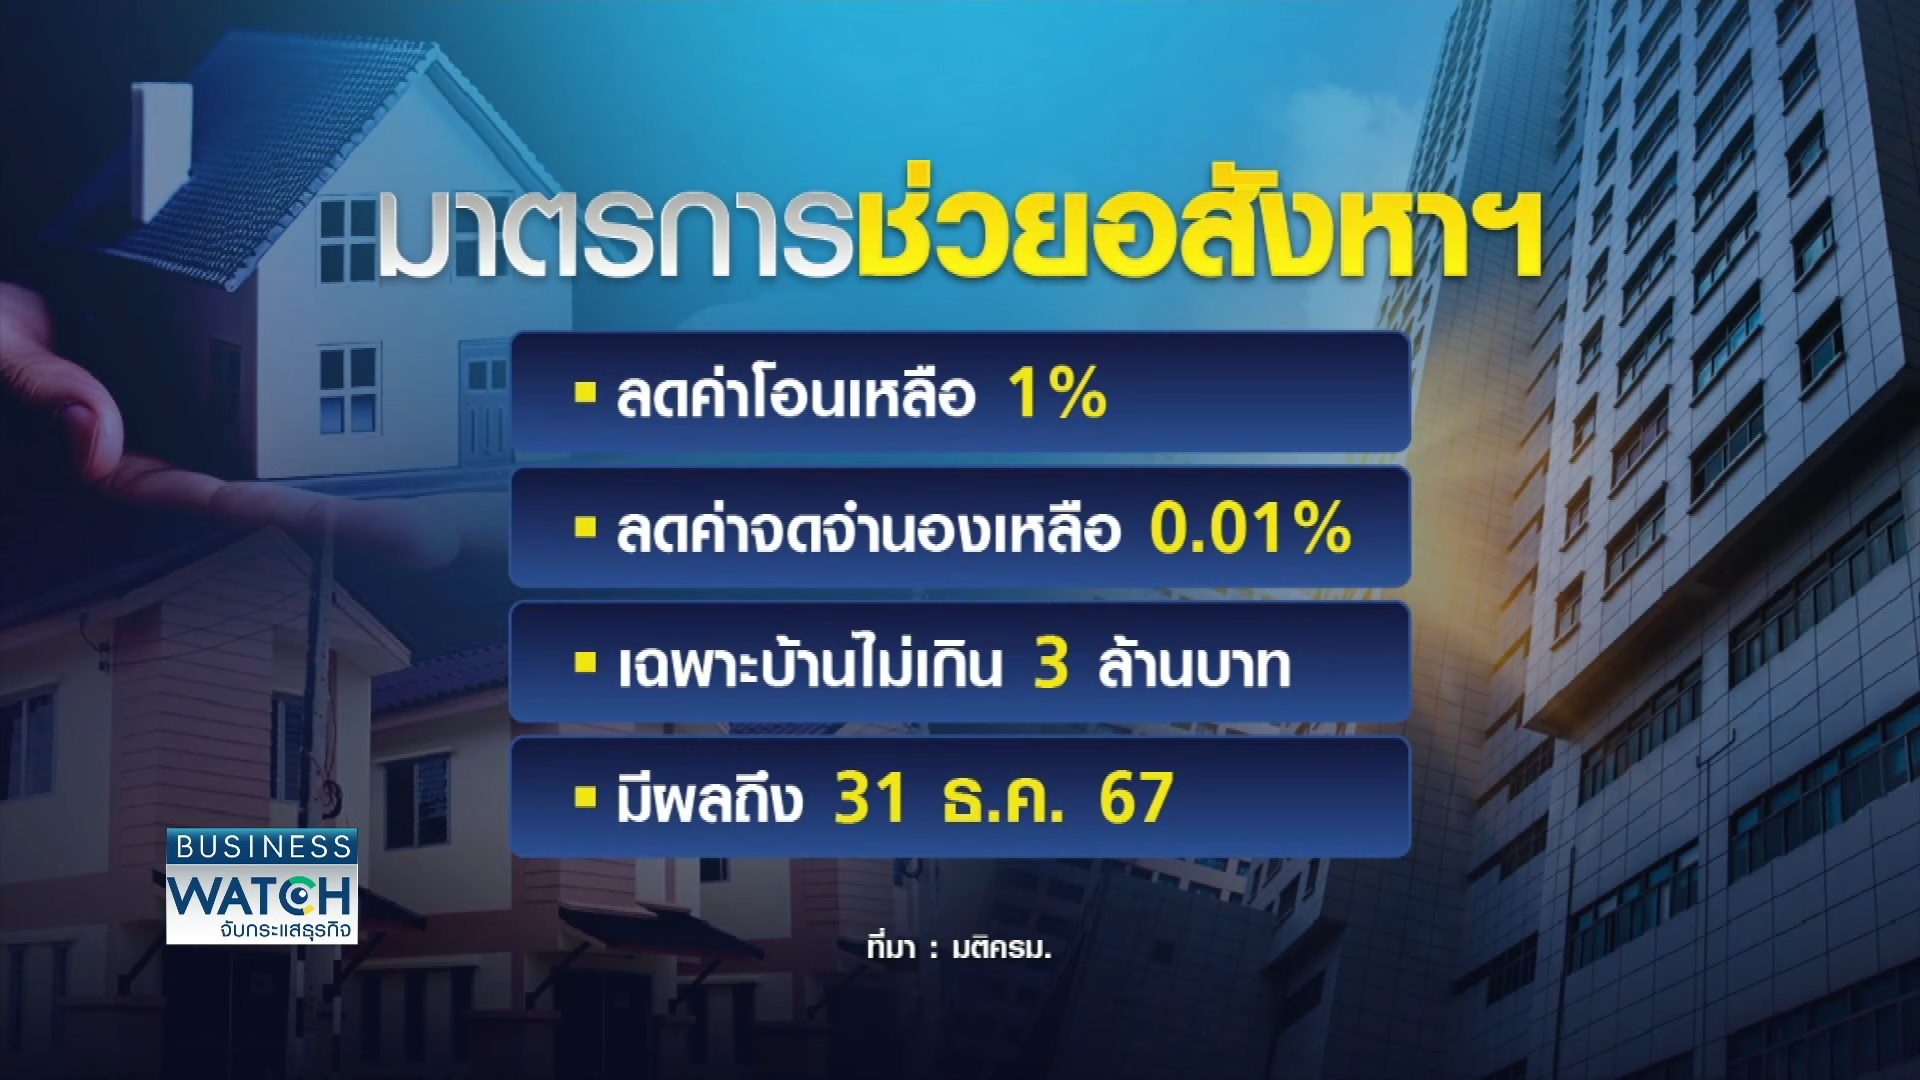 มาตรการช่วยอสังหาฯ
▪ ลดค่าโอนเหลือ 1%
▪ ลดค่าจดจำนองเหลือ 0.01%
▪ เฉพาะบ้านไม่เกิน 3 ล้านบาท
▪ มีผลถึง 31 ธ.ค. 67
BUSINESS
WATCH
จับกระแสธุรกิจ
ที่มา : มติครม.